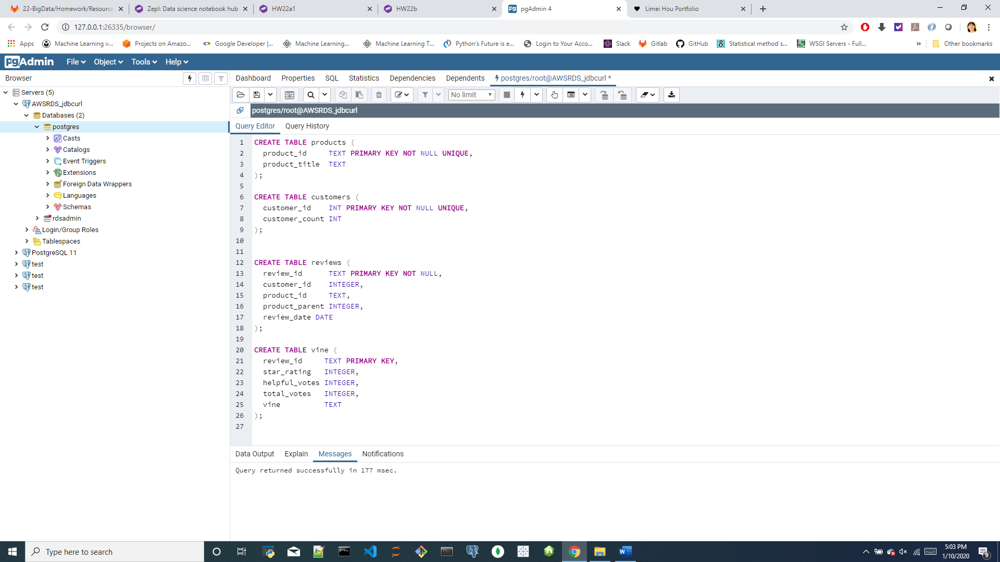 22-BigData/Homework/Resource
Zepl: Data science notebook hub
HW22a1
HW22b
pgAdmin 4
Limei Hou Portfolio
127.0.0.1:26335/browser/
Apps
Machine Learning v...
Projects on Amazo...
Google Developer |...
Machine Learning...
Machine Learning T...
Python's Future is e...
Login to Your Acco...
Slack
Gitlab
GitHub
Statistical method s...
WSGI Servers - Full...
»
Other bookmarks
pgAdmin
File
Object
Tools
Help
Browser
Dashboard
Properties
SQL
Statistics
Dependencies
Dependents
postgres/root@AWSRDS_jdbcurl *
Servers (5)
AWSRDS_jdbcurl
Databases (2)
postgres
Casts
Catalogs
Event Triggers
Extensions
Foreign Data Wrappers
Languages
Schemas
rdsadmin
Login/Group Roles
Tablespaces
PostgreSQL 11
test
test
test
No limit
postgres/root@AWSRDS_jdbcurl
Query Editor
Query History
1 CREATE TABLE products (
2 product_id TEXT PRIMARY KEY NOT NULL UNIQUE,
3 product_title TEXT
4 );
5
6 CREATE TABLE customers (
7 customer_id INT PRIMARY KEY NOT NULL UNIQUE,
8 customer_count INT
9 );
10
11
12 CREATE TABLE reviews (
13 review_id TEXT PRIMARY KEY NOT NULL,
14 customer_id INTEGER,
15 product_id TEXT,
16 product_parent INTEGER,
17 review_date DATE
18 );
19
20 CREATE TABLE vine (
21 review_id TEXT PRIMARY KEY,
22 star_rating INTEGER,
23 helpful_votes INTEGER,
24 total_votes INTEGER,
25 vine TEXT
26 );
27
Data Output
Explain
Messages
Notifications
Query returned successfully in 177 msec.
Type here to search
5:03 PM
1/10/2020
9